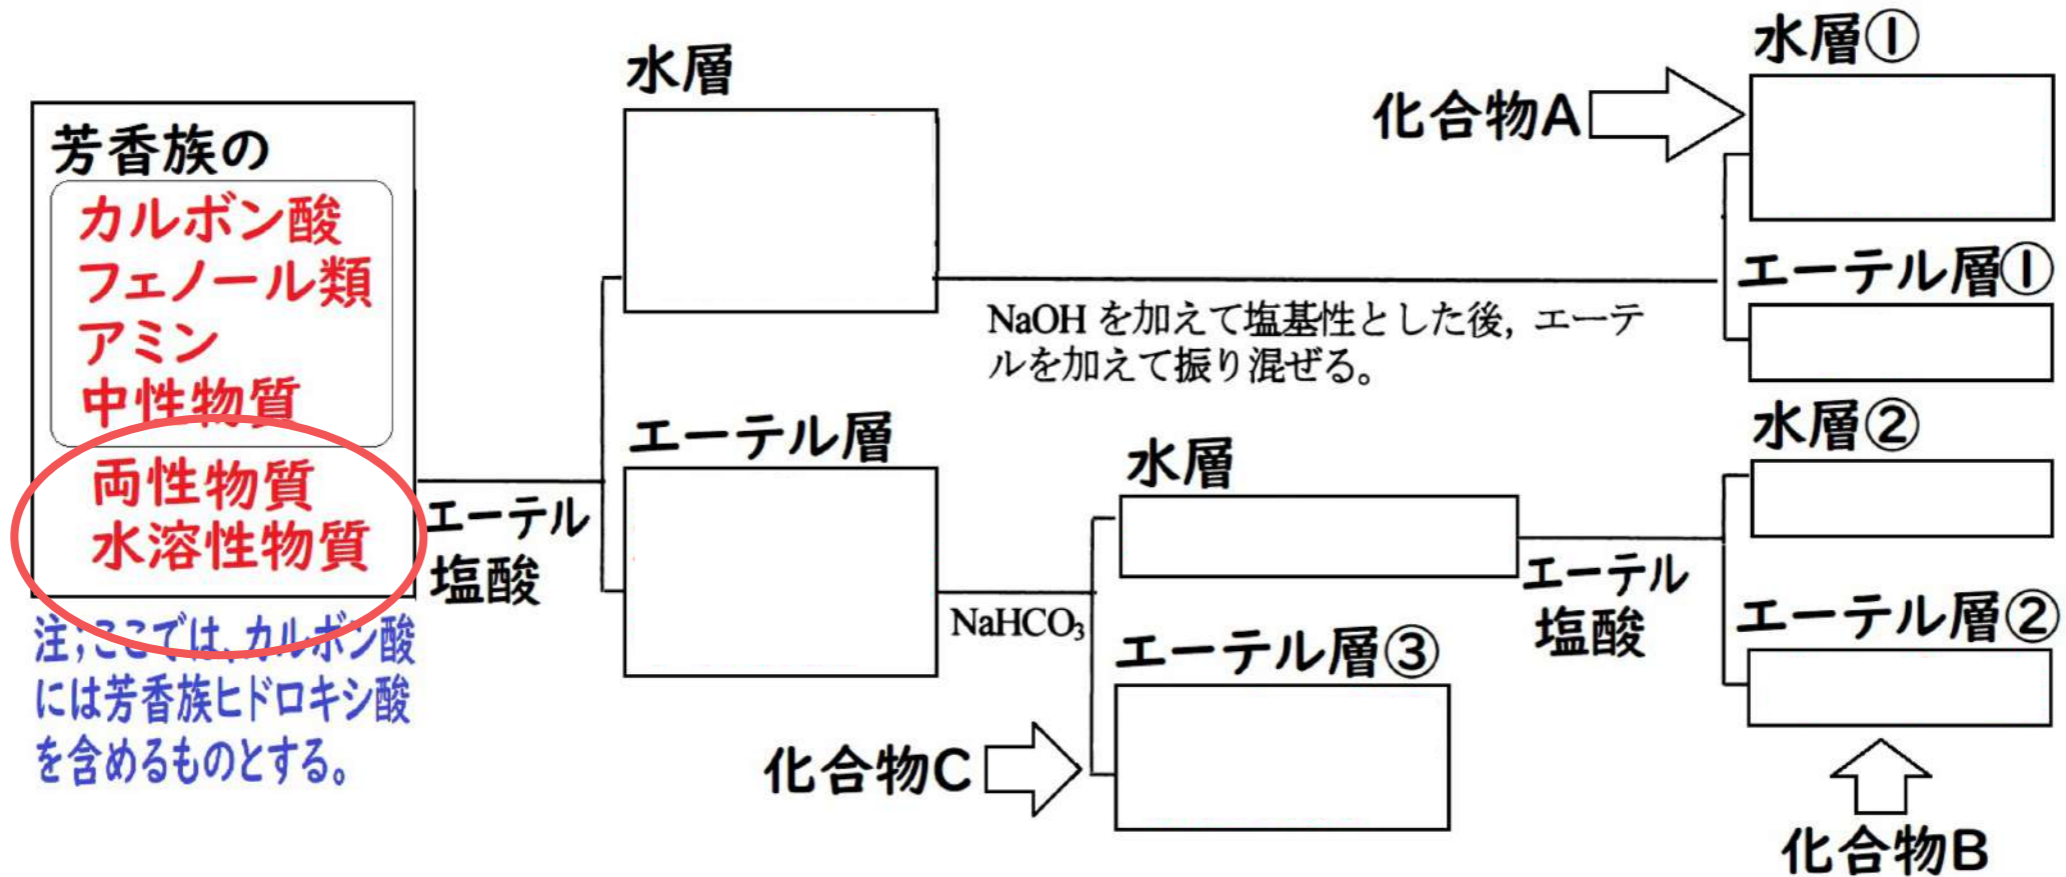 芳香族の
カルボン酸
フェノール類
アミン
中性物質
両性物質
水溶性物質
注;ここでは、カルボン酸
には芳香族ヒドロキシ酸
を含めるものとする。
エーテル
塩酸
水層
エーテル層
NaOH を加えて塩基性とした後, エーテ
ルを加えて振り混ぜる。
NaHCO₃
水層
エーテル層③
化合物C
エーテル
塩酸
化合物A
水層①
エーテル層①
水層②
エーテル層②
化合物B